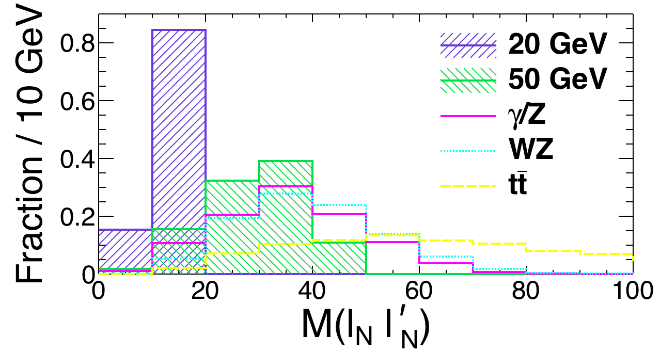 Fraction / 10 GeV
0.8
0.6
0.4
0.2
0
20 GeV
50 GeV
γ/Z
WZ
tt̄
0 20 40 60 80 100
M(l_N l'_N)